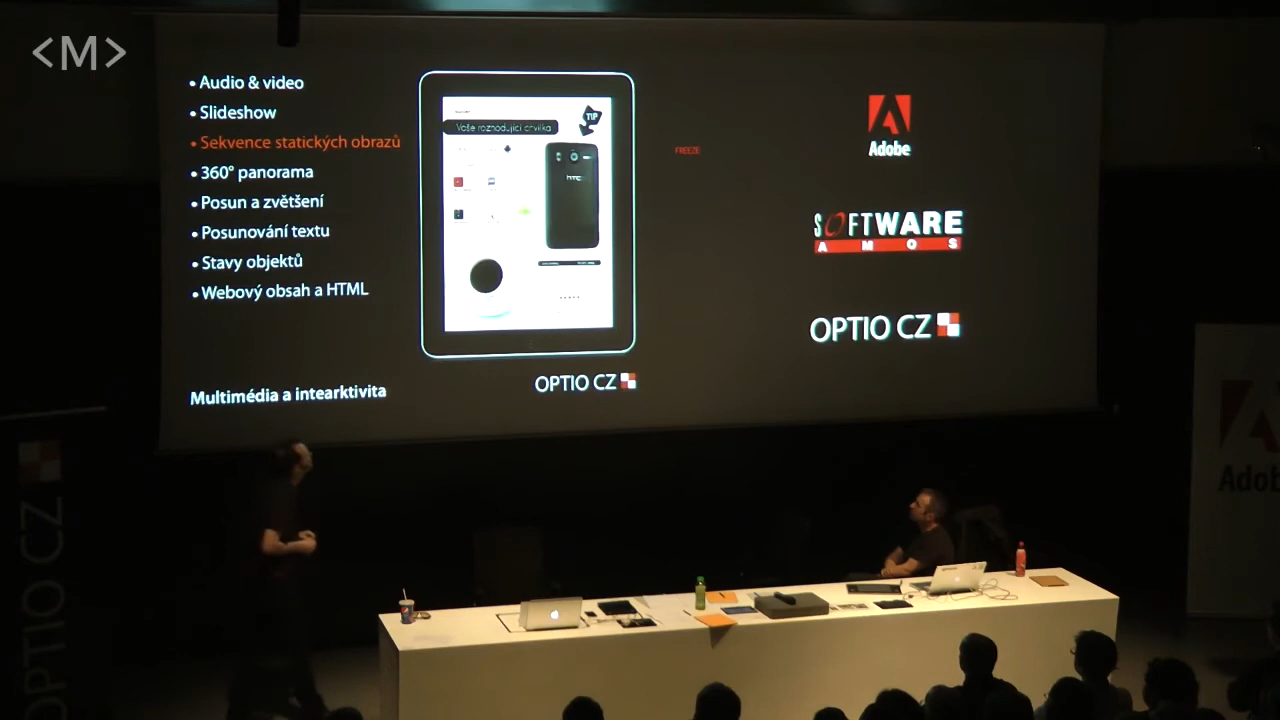 <M>
• Audio & video
• Slideshow
• Sekvence statických obrazů
• 360° panorama
• Posun a zvětšení
• Posunování textu
• Stavy objektů
• Webový obsah a HTML
Multimédia a intearktivita
TIP
Vaše rozhodující chvilka
hTC
OPTIO CZ
FREEZE
Adobe
SOFTWARE
AMOS
OPTIO CZ
OPTIO CZ
Adob